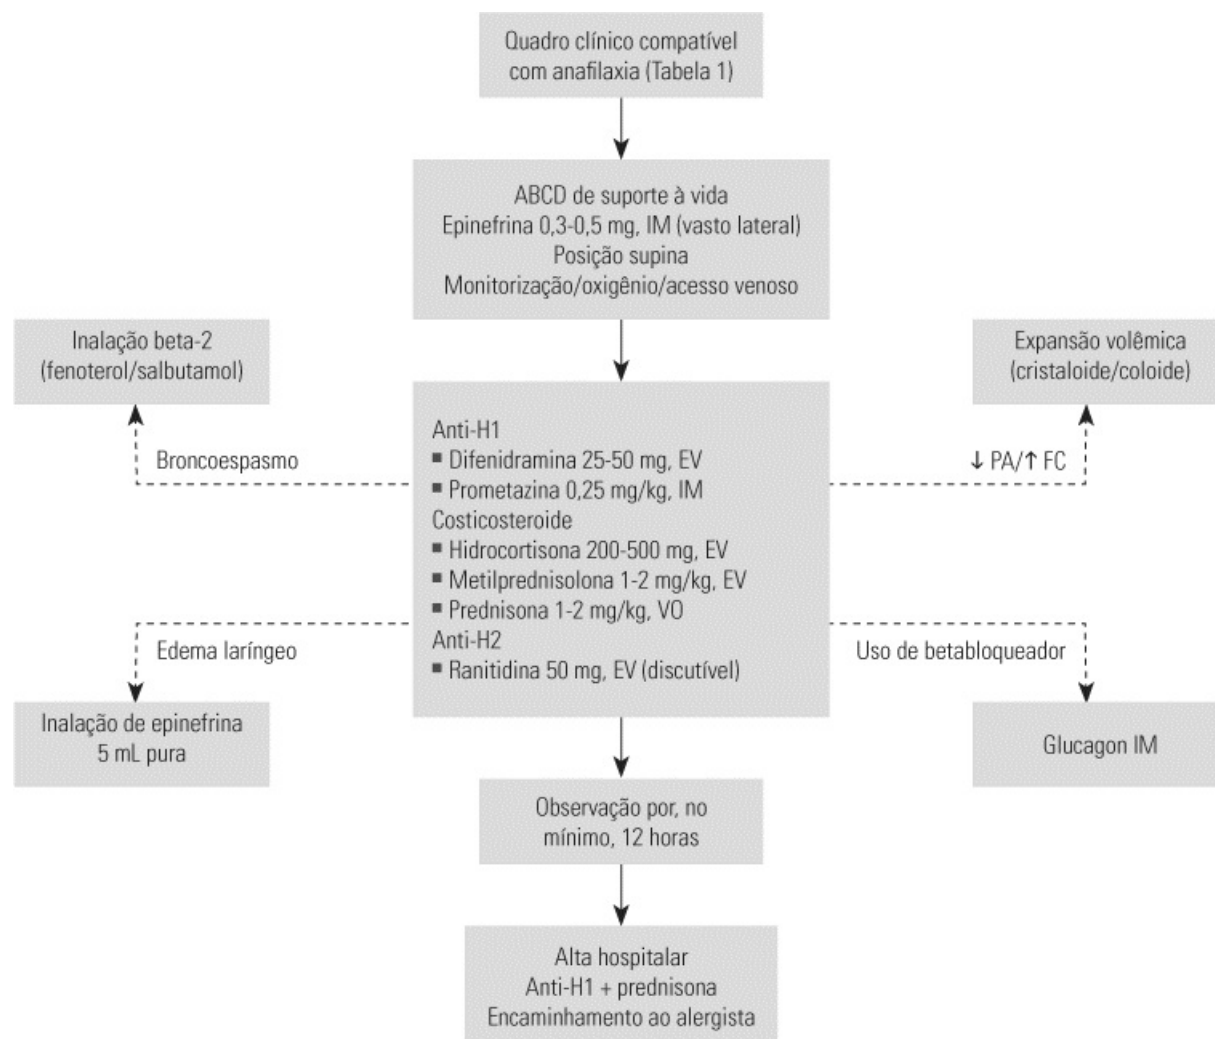 Quadro clínico compatível
com anafilaxia (Tabela 1)
ABCD de suporte à vida
Epinefrina 0,3-0,5 mg, IM (vasto lateral)
Posição supina
Monitorização/oxigênio/acesso venoso
Inalação beta-2
(fenoterol/salbutamol)
Expansão volêmica
(cristaloide/coloide)
Broncoespasmo
↓ PA/↑ FC
Anti-H1
▪ Difenidramina 25-50 mg, EV
▪ Prometazina 0,25 mg/kg, IM
Costicosteroide
▪ Hidrocortisona 200-500 mg, EV
▪ Metilprednisolona 1-2 mg/kg, EV
▪ Prednisona 1-2 mg/kg, VO
Anti-H2
▪ Ranitidina 50 mg, EV (discutível)
Edema laríngeo
Uso de betabloqueador
Inalação de epinefrina
5 mL pura
Glucagon IM
Observação por, no
mínimo, 12 horas
Alta hospitalar
Anti-H1 + prednisona
Encaminhamento ao alergista